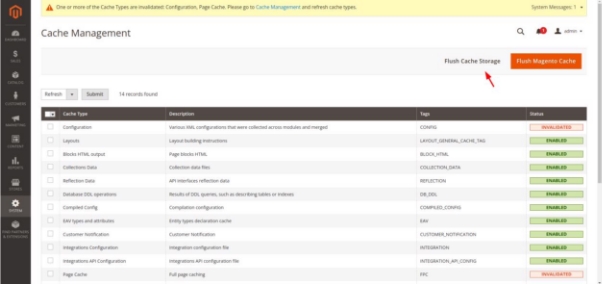 One or more of the Cache Types are invalidated: Configuration, Page Cache. Please go to Cache Management and refresh cache types.
System Messages: 1
Cache Management
admin
Flush Cache Storage
Flush Magento Cache
Refresh
Submit
14 records found
Cache Type Description Tags Status
Configuration Various XML configurations that were collected across modules and merged CONFIG INVALIDATED
Layouts Layout building instructions LAYOUT_GENERAL_CACHE_TAG ENABLED
Blocks HTML output Page blocks HTML BLOCK_HTML ENABLED
Collections Data Collection data files COLLECTION_DATA ENABLED
Reflection Data API interfaces reflection data REFLECTION ENABLED
Database DDL operations Results of DDL queries, such as describing tables or indexes DB_DDL ENABLED
Compiled Config Compilation configuration COMPILED_CONFIG ENABLED
EAV types and attributes Entity types declaration cache EAV ENABLED
Customer Notification Customer Notification CUSTOMER_NOTIFICATION ENABLED
Integrations Configuration Integration configuration file INTEGRATION ENABLED
Integrations API Configuration Integrations API configuration file INTEGRATION_API_CONFIG ENABLED
Page Cache Full page caching FPC INVALIDATED
DASHBOARD
SALES
CATALOG
CUSTOMERS
MARKETING
CONTENT
REPORTS
STORES
SYSTEM
FIND PARTNERS
& EXTENSIONS